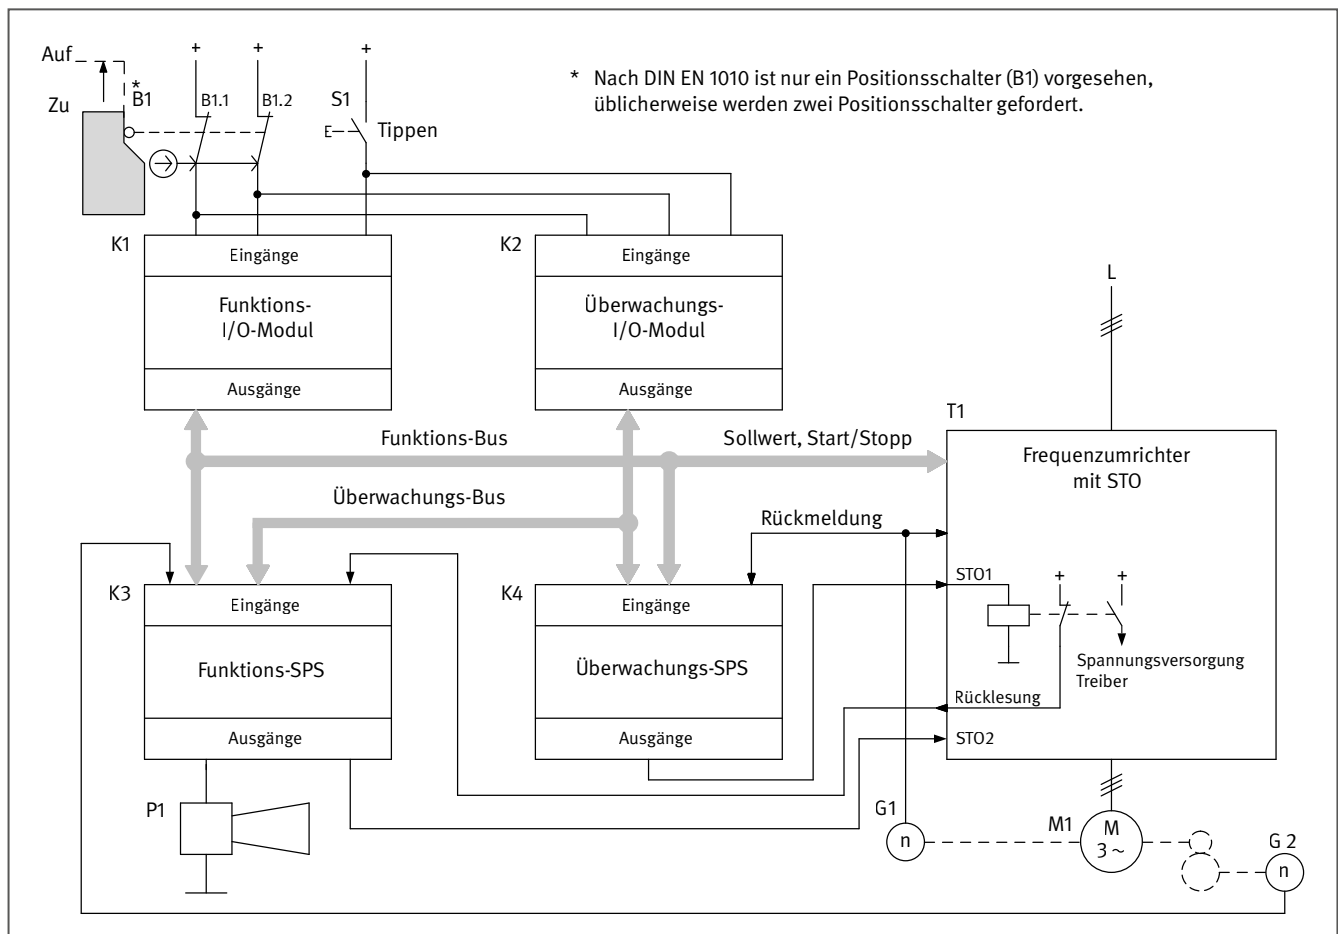 Auf
+
+
+
* Nach DIN EN 1010 ist nur ein Positionsschalter (B1) vorgesehen,
üblicherweise werden zwei Positionsschalter gefordert.
*
B1
Zu
B1.1
B1.2
S1
E
Tippen
K1
Eingänge
Funktions-
I/O-Modul
Ausgänge
K2
Eingänge
Überwachungs-
I/O-Modul
Ausgänge
L
Funktions-Bus
Sollwert, Start/Stopp
Überwachungs-Bus
Rückmeldung
T1
Frequenzumrichter
mit STO
STO1
+
+
Spannungsversorgung
Treiber
Rücklesung
STO2
K3
Eingänge
Funktions-SPS
Ausgänge
K4
Eingänge
Überwachungs-SPS
Ausgänge
P1
G1
n
M1
M
3 ~
G 2
n